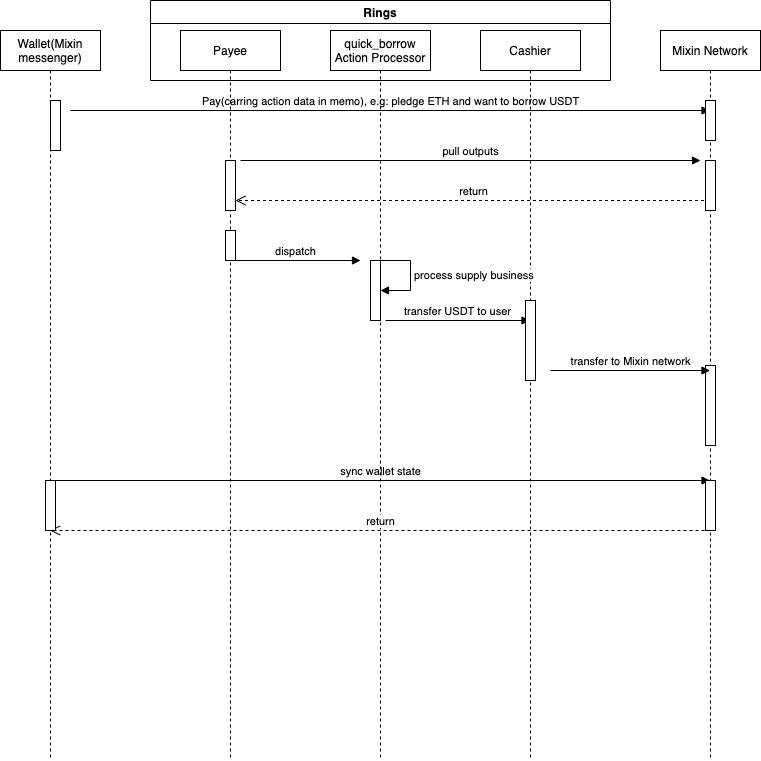 Rings
Wallet(Mixin
messenger)
Payee
quick_borrow
Action Processor
Cashier
Mixin Network
Pay(carring action data in memo), e.g: pledge ETH and want to borrow USDT
pull outputs
return
dispatch
process supply business
transfer USDT to user
transfer to Mixin network
sync wallet state
return